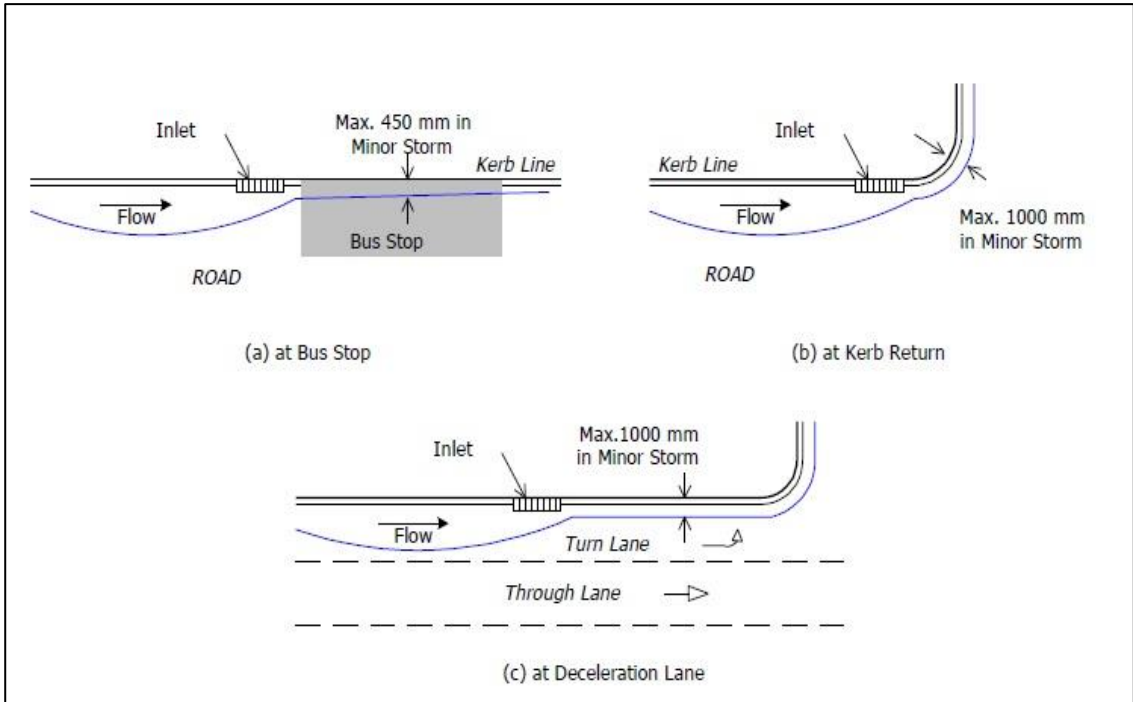 Inlet
Max. 450 mm in
Minor Storm
Kerb Line
Flow
Bus Stop
ROAD
(a) at Bus Stop
Inlet
Kerb Line
Flow
Max. 1000 mm
in Minor Storm
ROAD
(b) at Kerb Return
Inlet
Max.1000 mm
in Minor Storm
Flow
Turn Lane
Through Lane
(c) at Deceleration Lane